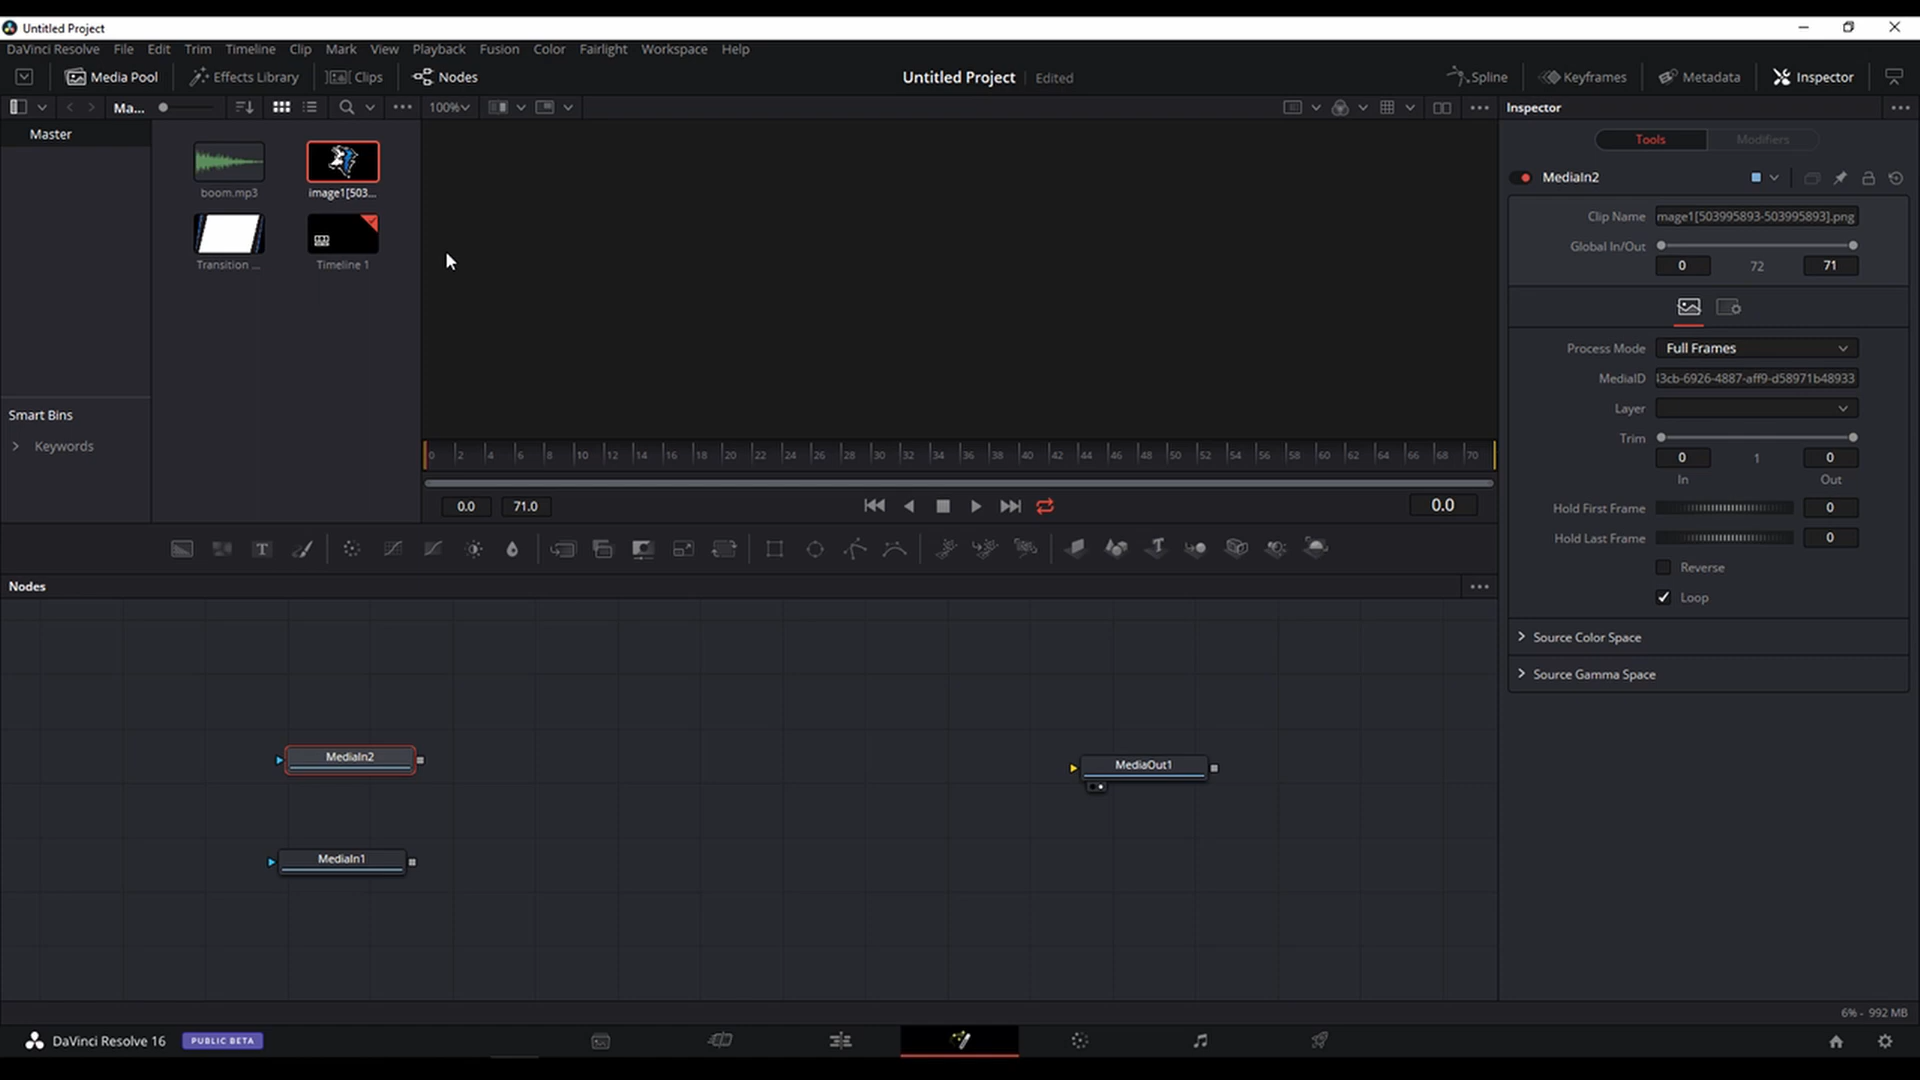 Untitled Project
DaVinci Resolve File Edit Trim Timeline Clip Mark View Playback Fusion Color Fairlight Workspace Help
Media Pool Effects Library Clips Nodes Untitled Project Edited Spline Keyframes Metadata Inspector
Ma... 100% Inspector
Master
boom.mp3 image1[503...
Transition ... Timeline 1
Smart Bins
Keywords
0 2 4 6 8 10 12 14 16 18 20 22 24 26 28 30 32 34 36 38 40 42 44 46 48 50 52 54 56 58 60 62 64 66 68 70
0.0 71.0 0.0
Tools Modifiers
MediaIn2
Clip Name mage1[503995893-503995893].png
Global In/Out
0 72 71
Process Mode Full Frames
MediaID 3cb-6926-4887-aff9-d58971b48933
Layer
Trim
0 1 0
In Out
Hold First Frame 0
Hold Last Frame 0
Reverse
Loop
Source Color Space
Source Gamma Space
Nodes
MediaIn2
MediaOut1
MediaIn1
6% - 992 MB
DaVinci Resolve 16 PUBLIC BETA